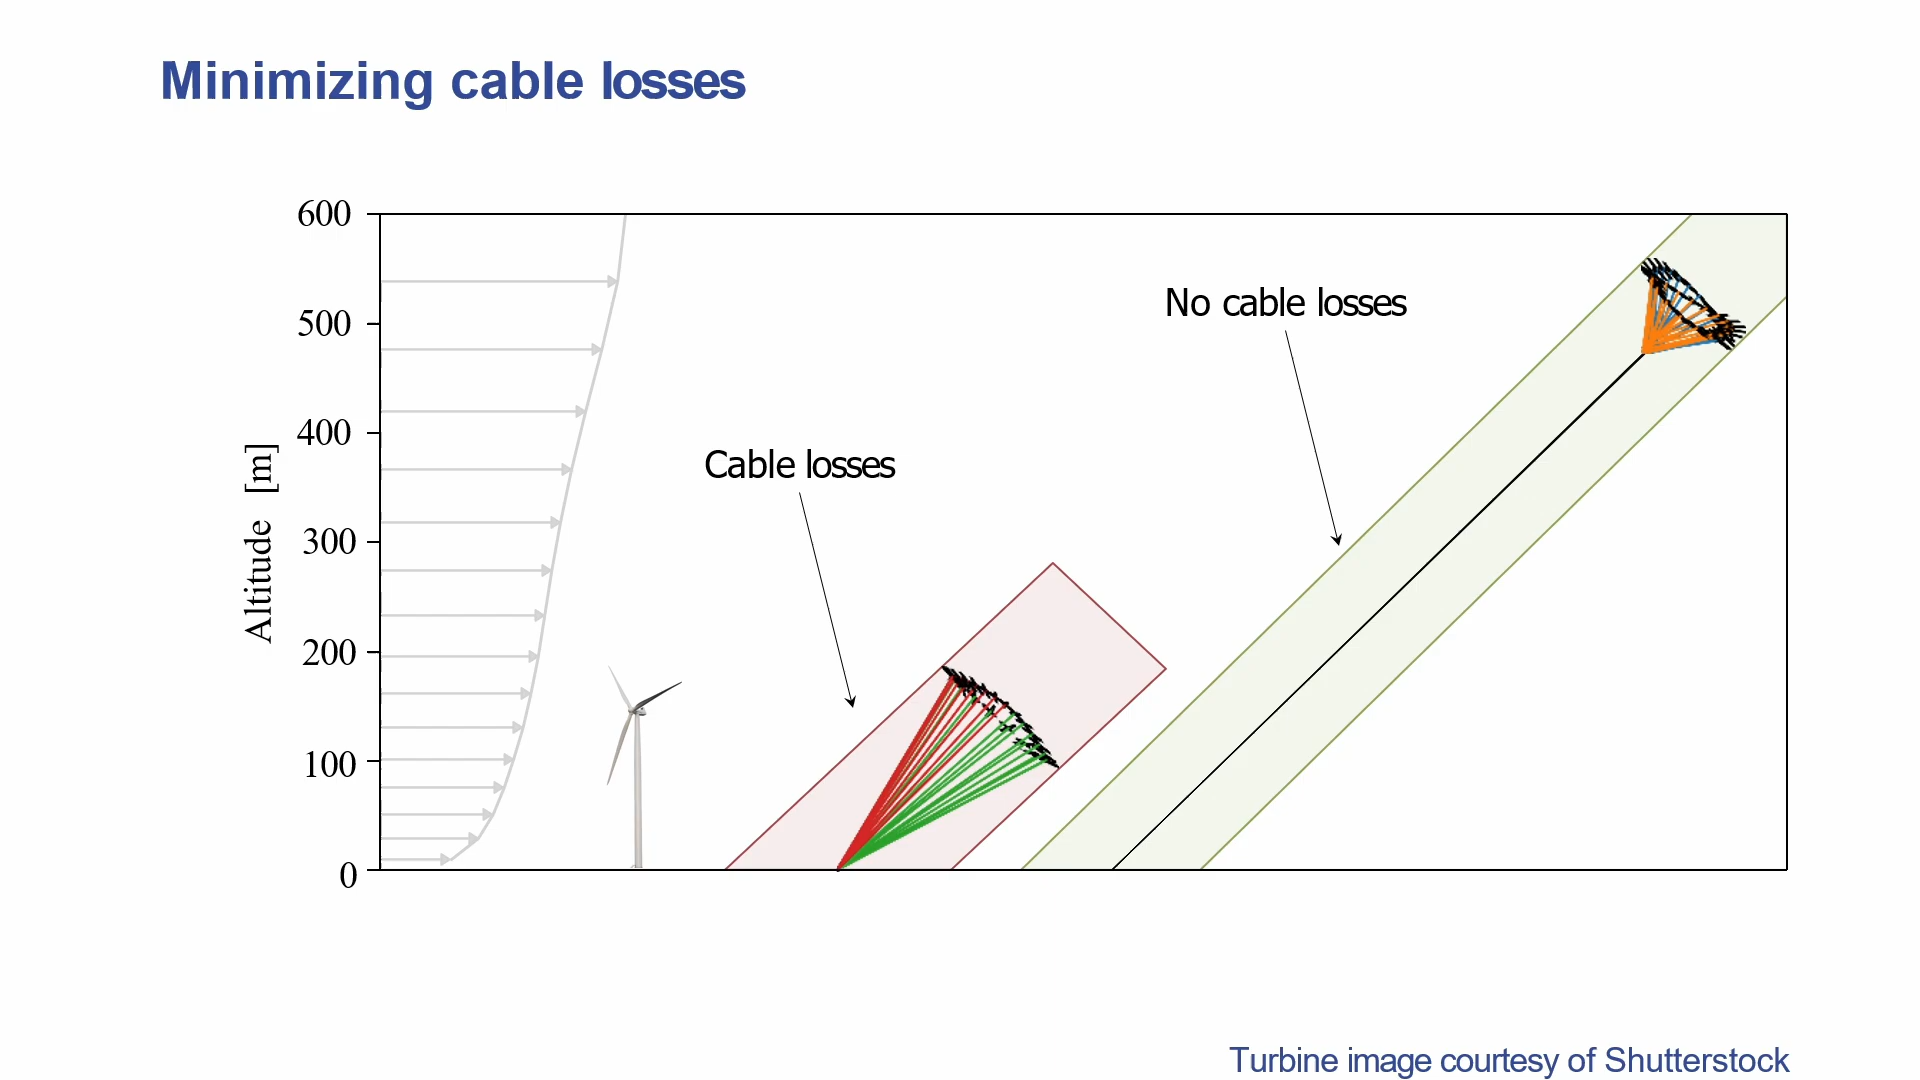 Minimizing cable losses
600
500
400
300
200
100
0
Altitude [m]
No cable losses
Cable losses
Turbine image courtesy of Shutterstock